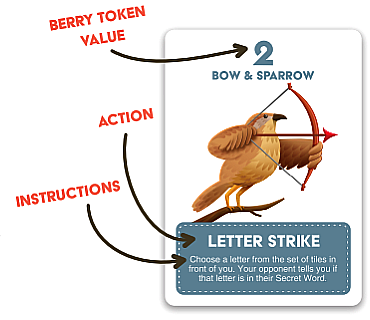 BERRY TOKEN
VALUE
2
BOW & SPARROW
ACTION
INSTRUCTIONS
LETTER STRIKE
Choose a letter from the set of tiles in
front of you. Your opponent tells you if
that letter is in their Secret Word.